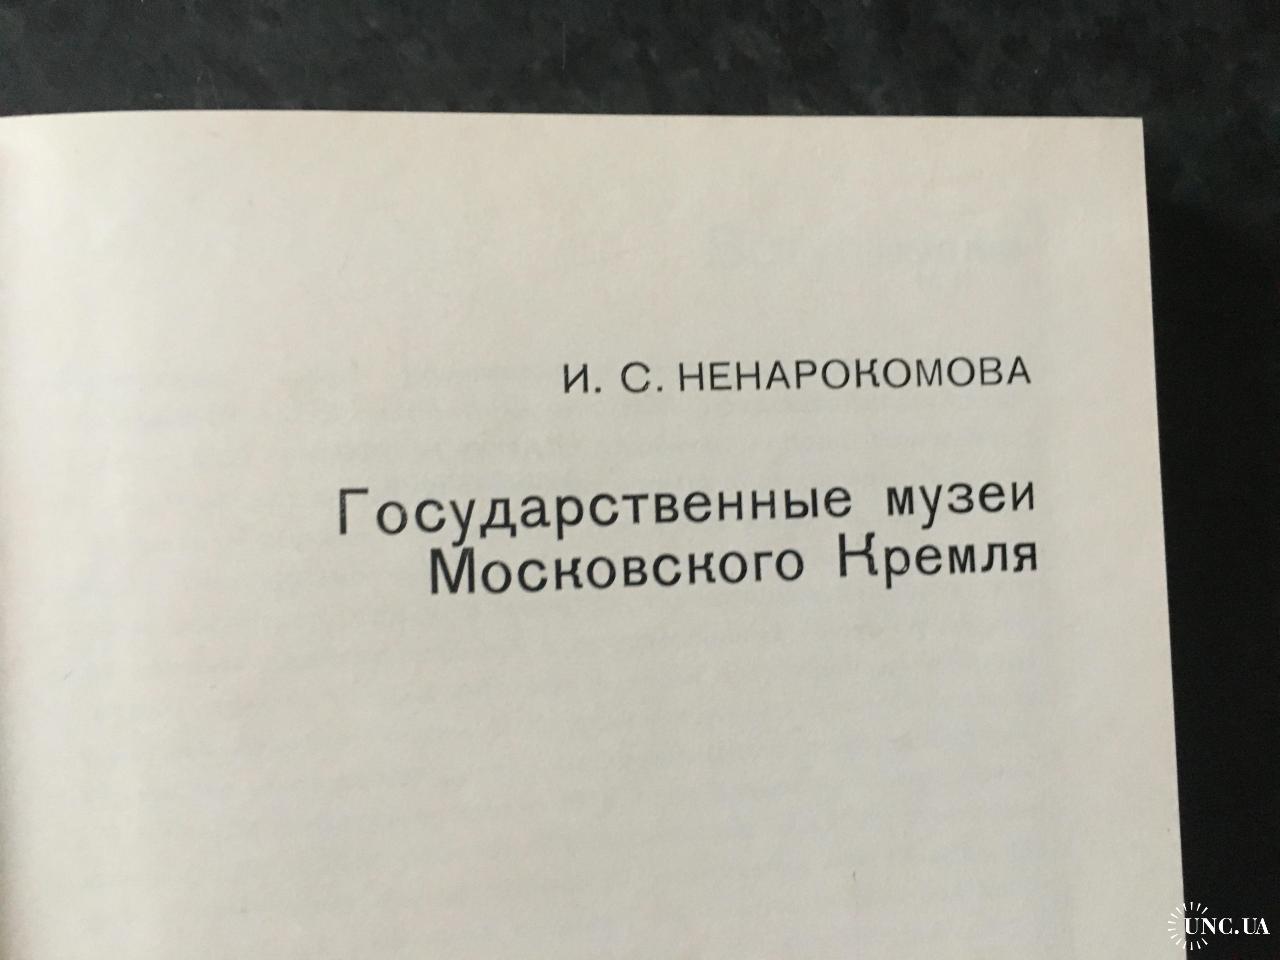 И. С. НЕНАРОКОМОВА
Государственные музеи
Московского Кремля
UNC.UA